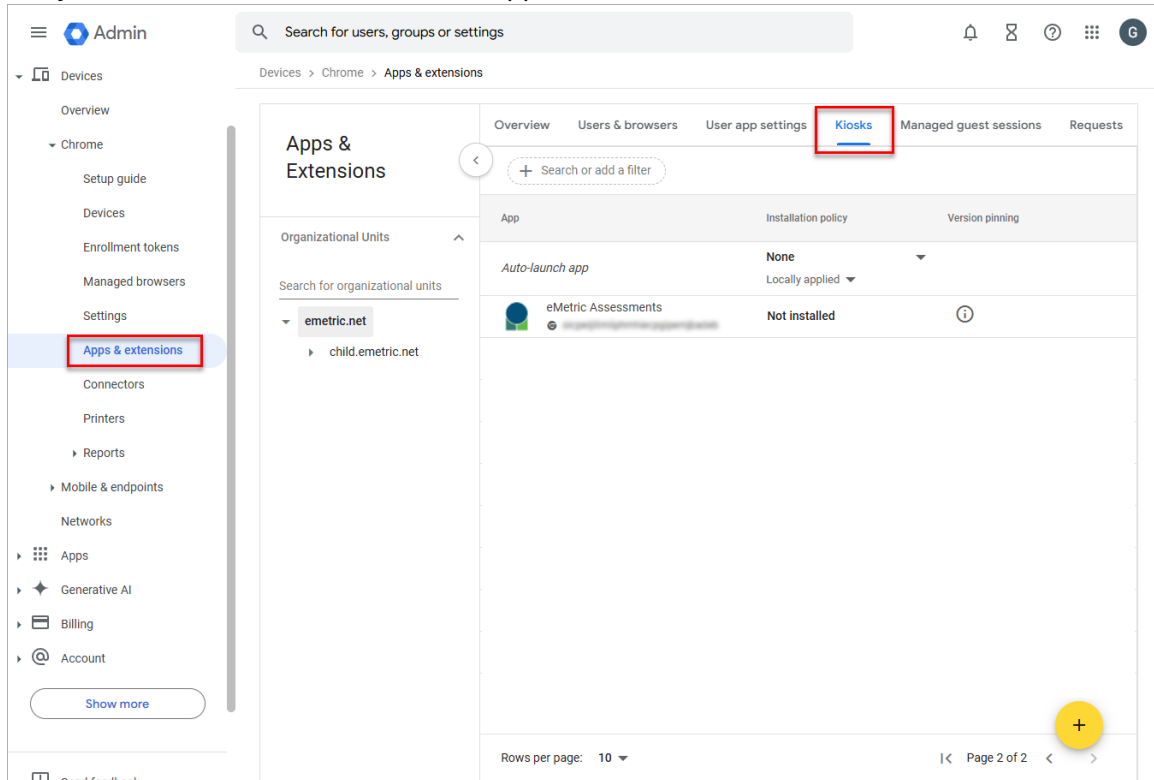 Admin
Search for users, groups or settings
G
Devices
Overview
Chrome
Setup guide
Devices
Enrollment tokens
Managed browsers
Settings
Apps & extensions
Connectors
Printers
Reports
Mobile & endpoints
Networks
Apps
Generative AI
Billing
Account
Show more
Devices > Chrome > Apps & extensions
Apps &
Extensions
Organizational Units
Search for organizational units
emetric.net
child.emetric.net
Overview Users & browsers User app settings Kiosks Managed guest sessions Requests
+ Search or add a filter
App Installation policy Version pinning
Auto-launch app None
Locally applied
eMetric Assessments Not installed
Rows per page: 10 Page 2 of 2